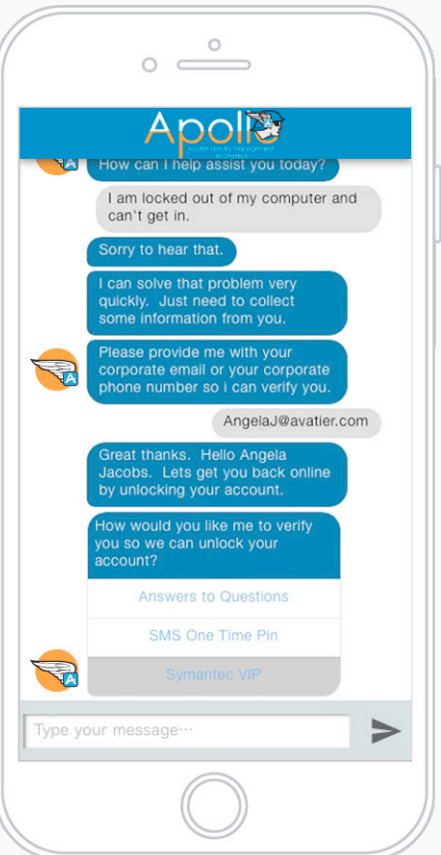 Apollo
How can I help assist you today?
I am locked out of my computer and
can't get in.
Sorry to hear that.
I can solve that problem very
quickly. Just need to collect
some information from you.
Please provide me with your
corporate email or your corporate
phone number so i can verify you.
A
AngelaJ@avatier.com
Great thanks. Hello Angela
Jacobs. Lets get you back online
by unlocking your account.
How would you like me to verify
you so we can unlock your
account?
Answers to Questions
SMS One Time Pin
Symantec VIP
A
Type your message···